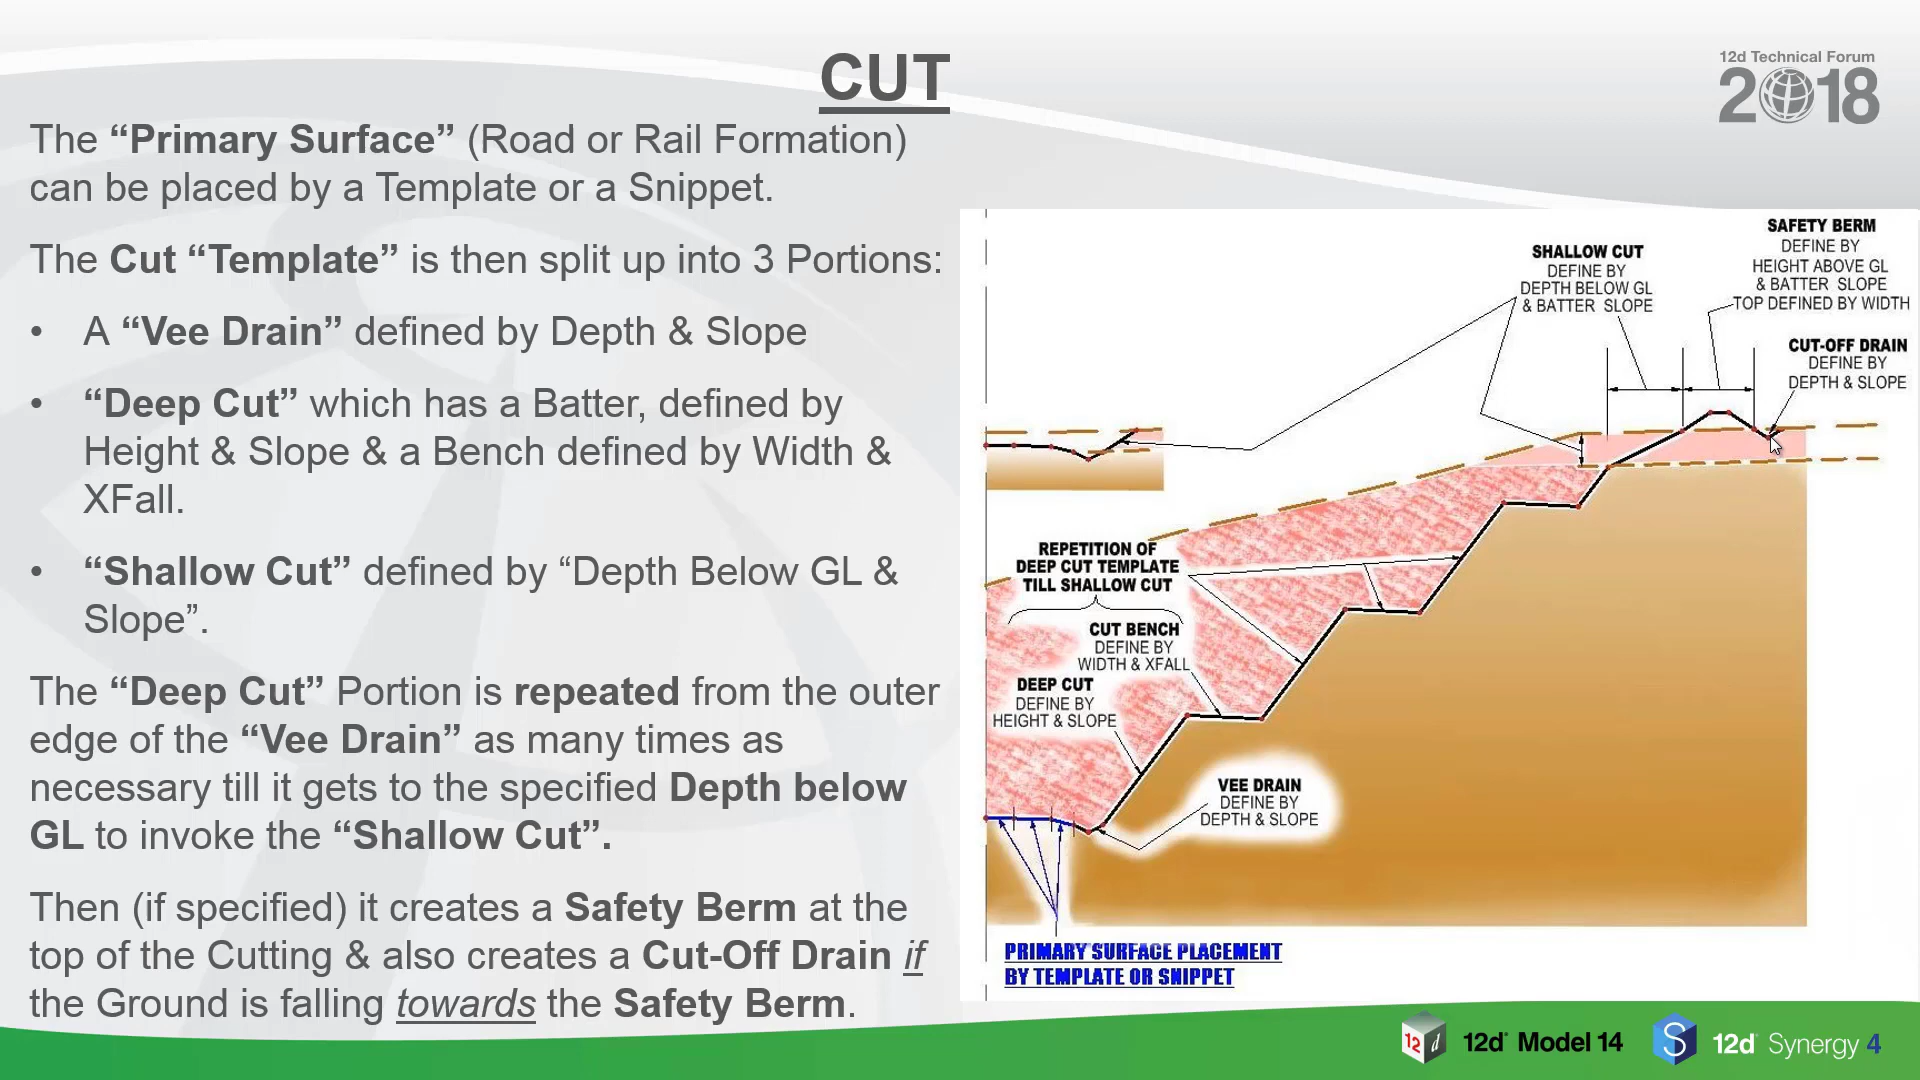 CUT
12d Technical Forum
2018
The “Primary Surface” (Road or Rail Formation)
can be placed by a Template or a Snippet.
The Cut “Template” is then split up into 3 Portions:
• A “Vee Drain” defined by Depth & Slope
• “Deep Cut” which has a Batter, defined by
Height & Slope & a Bench defined by Width &
XFall.
• “Shallow Cut” defined by “Depth Below GL &
Slope”.
The “Deep Cut” Portion is repeated from the outer
edge of the “Vee Drain” as many times as
necessary till it gets to the specified Depth below
GL to invoke the “Shallow Cut”.
Then (if specified) it creates a Safety Berm at the
top of the Cutting & also creates a Cut-Off Drain if
the Ground is falling towards the Safety Berm.
SHALLOW CUT
DEFINE BY
DEPTH BELOW GL
& BATTER SLOPE
SAFETY BERM
DEFINE BY
HEIGHT ABOVE GL
& BATTER SLOPE
TOP DEFINED BY WIDTH
CUT-OFF DRAIN
DEFINE BY
DEPTH & SLOPE
REPETITION OF
DEEP CUT TEMPLATE
TILL SHALLOW CUT
CUT BENCH
DEFINE BY
WIDTH & XFALL
DEEP CUT
DEFINE BY
HEIGHT & SLOPE
VEE DRAIN
DEFINE BY
DEPTH & SLOPE
PRIMARY SURFACE PLACEMENT
BY TEMPLATE OR SNIPPET
12d
12d Model 14
S
12d Synergy 4